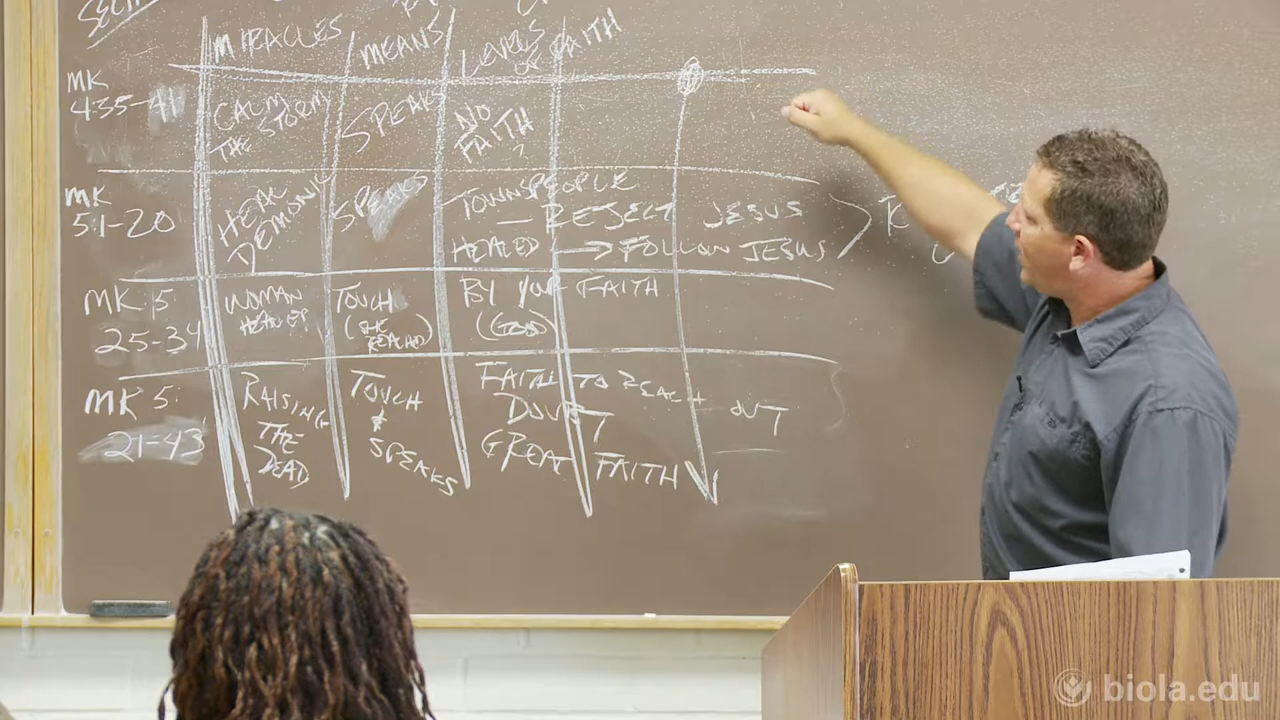 MIRACLES MEANS LEVELS OF FAITH
MK 4:35-41 CALM THE STORM SPEAK NO FAITH ?
MK 5:1-20 HEAL DEMONIC SPEAKS TOWNSPEOPLE
— REJECT JESUS
HEALED → FOLLOW JESUS
MK 5 25-34 WOMAN HEALED TOUCH (SHE REACHED) BY YOUR FAITH
MK 5: 21-43 RAISING THE DEAD TOUCH & SPEAKS FAITH TO REACH OUT
DOUBT
GREAT FAITH
biola.edu